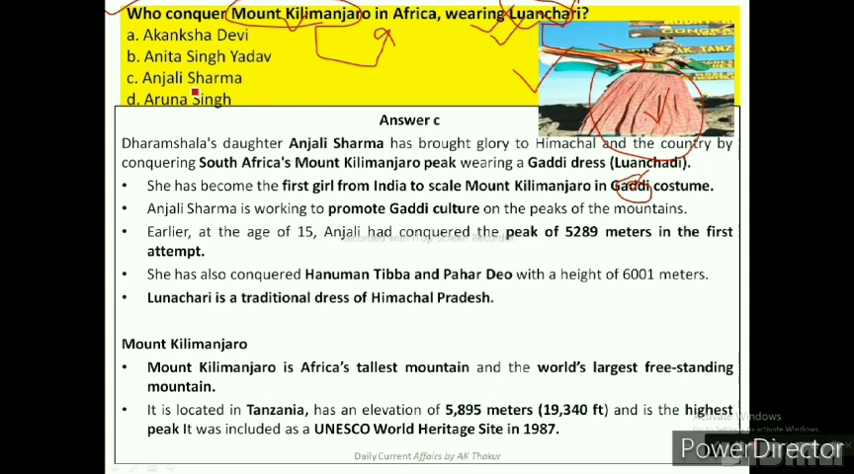 Who conquer Mount Kilimanjaro in Africa, wearing Luanchari?
a. Akanksha Devi
b. Anita Singh Yadav
c. Anjali Sharma
d. Aruna Singh
Answer c
Dharamshala's daughter Anjali Sharma has brought glory to Himachal and the country by
conquering South Africa's Mount Kilimanjaro peak wearing a Gaddi dress (Luanchadi).
• She has become the first girl from India to scale Mount Kilimanjaro in Gaddi costume.
• Anjali Sharma is working to promote Gaddi culture on the peaks of the mountains.
• Earlier, at the age of 15, Anjali had conquered the peak of 5289 meters in the first
attempt.
• She has also conquered Hanuman Tibba and Pahar Deo with a height of 6001 meters.
• Lunachari is a traditional dress of Himachal Pradesh.
Mount Kilimanjaro
• Mount Kilimanjaro is Africa's tallest mountain and the world's largest free-standing
mountain.
• It is located in Tanzania, has an elevation of 5,895 meters (19,340 ft) and is the highest
peak It was included as a UNESCO World Heritage Site in 1987.
Activate Windows
PowerDirector
Daily Current Affairs by AK Thakur